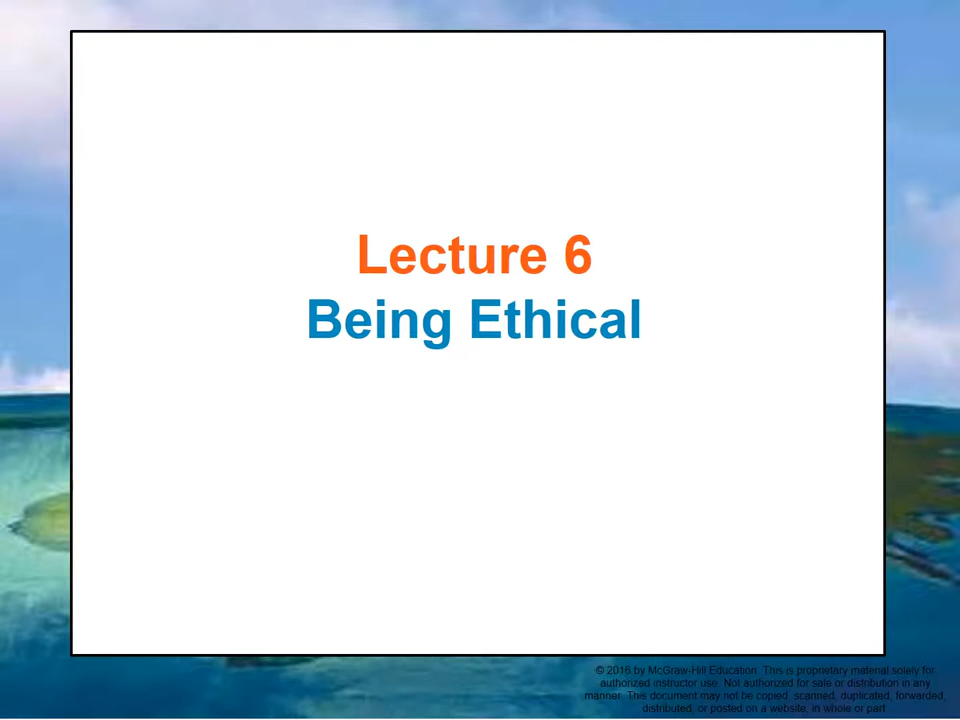 Lecture 6
Being Ethical
© 2016 by McGraw-Hill Education. This is proprietary material solely for
authorized instructor use. Not authorized for sale or distribution in any
manner. This document may not be copied, scanned, duplicated, forwarded,
distributed, or posted on a website, in whole or part